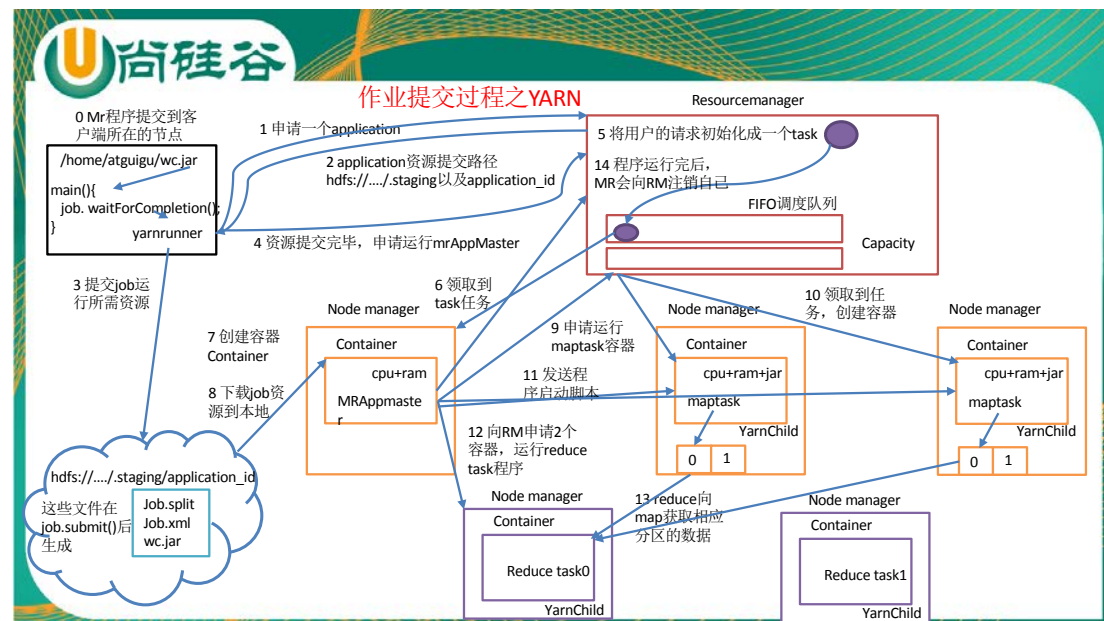 尚硅谷
作业提交过程之YARN
0 Mr程序提交到客
户端所在的节点
/home/atguigu/wc.jar
main(){
job. waitForCompletion();
}
yarnrunner
1 申请一个application
2 application资源提交路径
hdfs://..../.staging以及application_id
4 资源提交完毕，申请运行mrAppMaster
Resourcemanager
5 将用户的请求初始化成一个task
14 程序运行完后，
MR会向RM注销自己
FIFO调度队列
Capacity
3 提交job运
行所需资源
6 领取到
task任务
7 创建容器
Container
8 下载job资
源到本地
Node manager
Container
cpu+ram
MRAppmaste
r
9 申请运行
maptask容器
11 发送程
序启动脚本
12 向RM申请2个
容器，运行reduce
task程序
Node manager
Container
cpu+ram+jar
maptask
YarnChild
0
1
10 领取到任
务，创建容器
Node manager
Container
cpu+ram+jar
maptask
YarnChild
0
1
hdfs://..../.staging/application_id
这些文件在
job.submit()后
生成
Job.split
Job.xml
wc.jar
13 reduce向
map获取相应
分区的数据
Node manager
Container
Reduce task0
YarnChild
Node manager
Container
Reduce task1
YarnChild